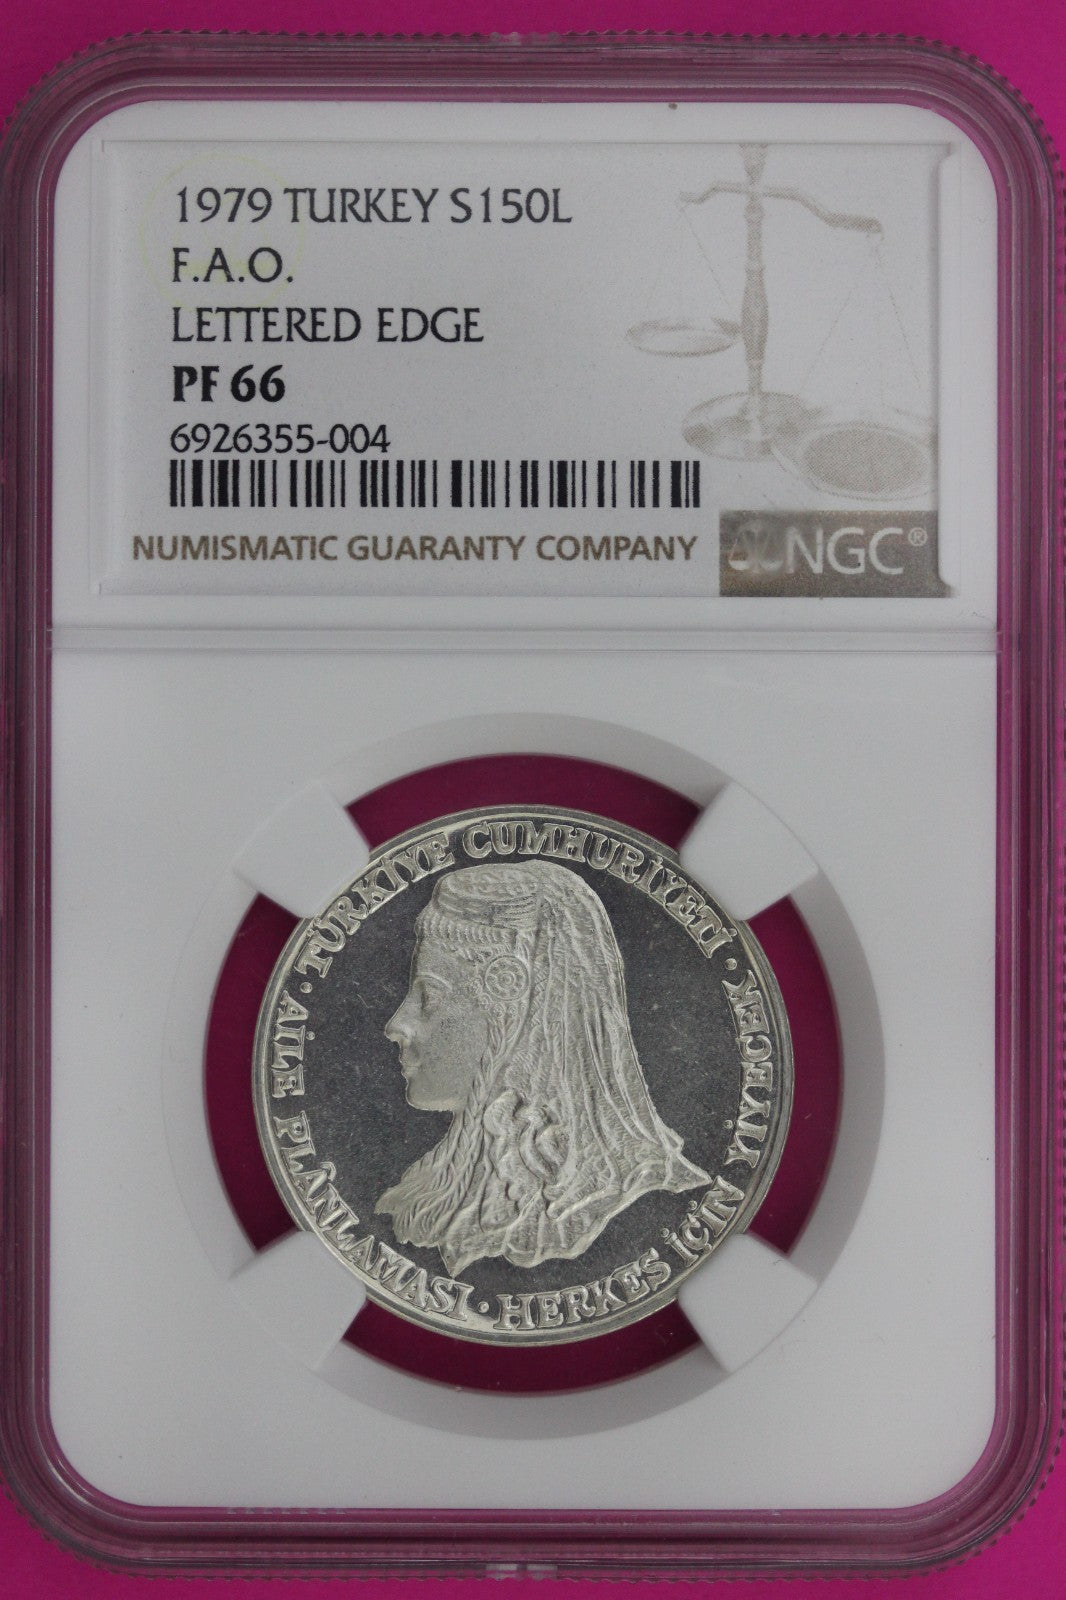 1979 TURKEY S150L
F.A.O.
LETTERED EDGE
PF 66
6926355-004
NUMISMATIC GUARANTY COMPANY
NGC®
TÜRKİYE CUMHURİYETİ ·
HERKES İÇİN YİYECEK
· AİLE PLÂNLAMASI ·